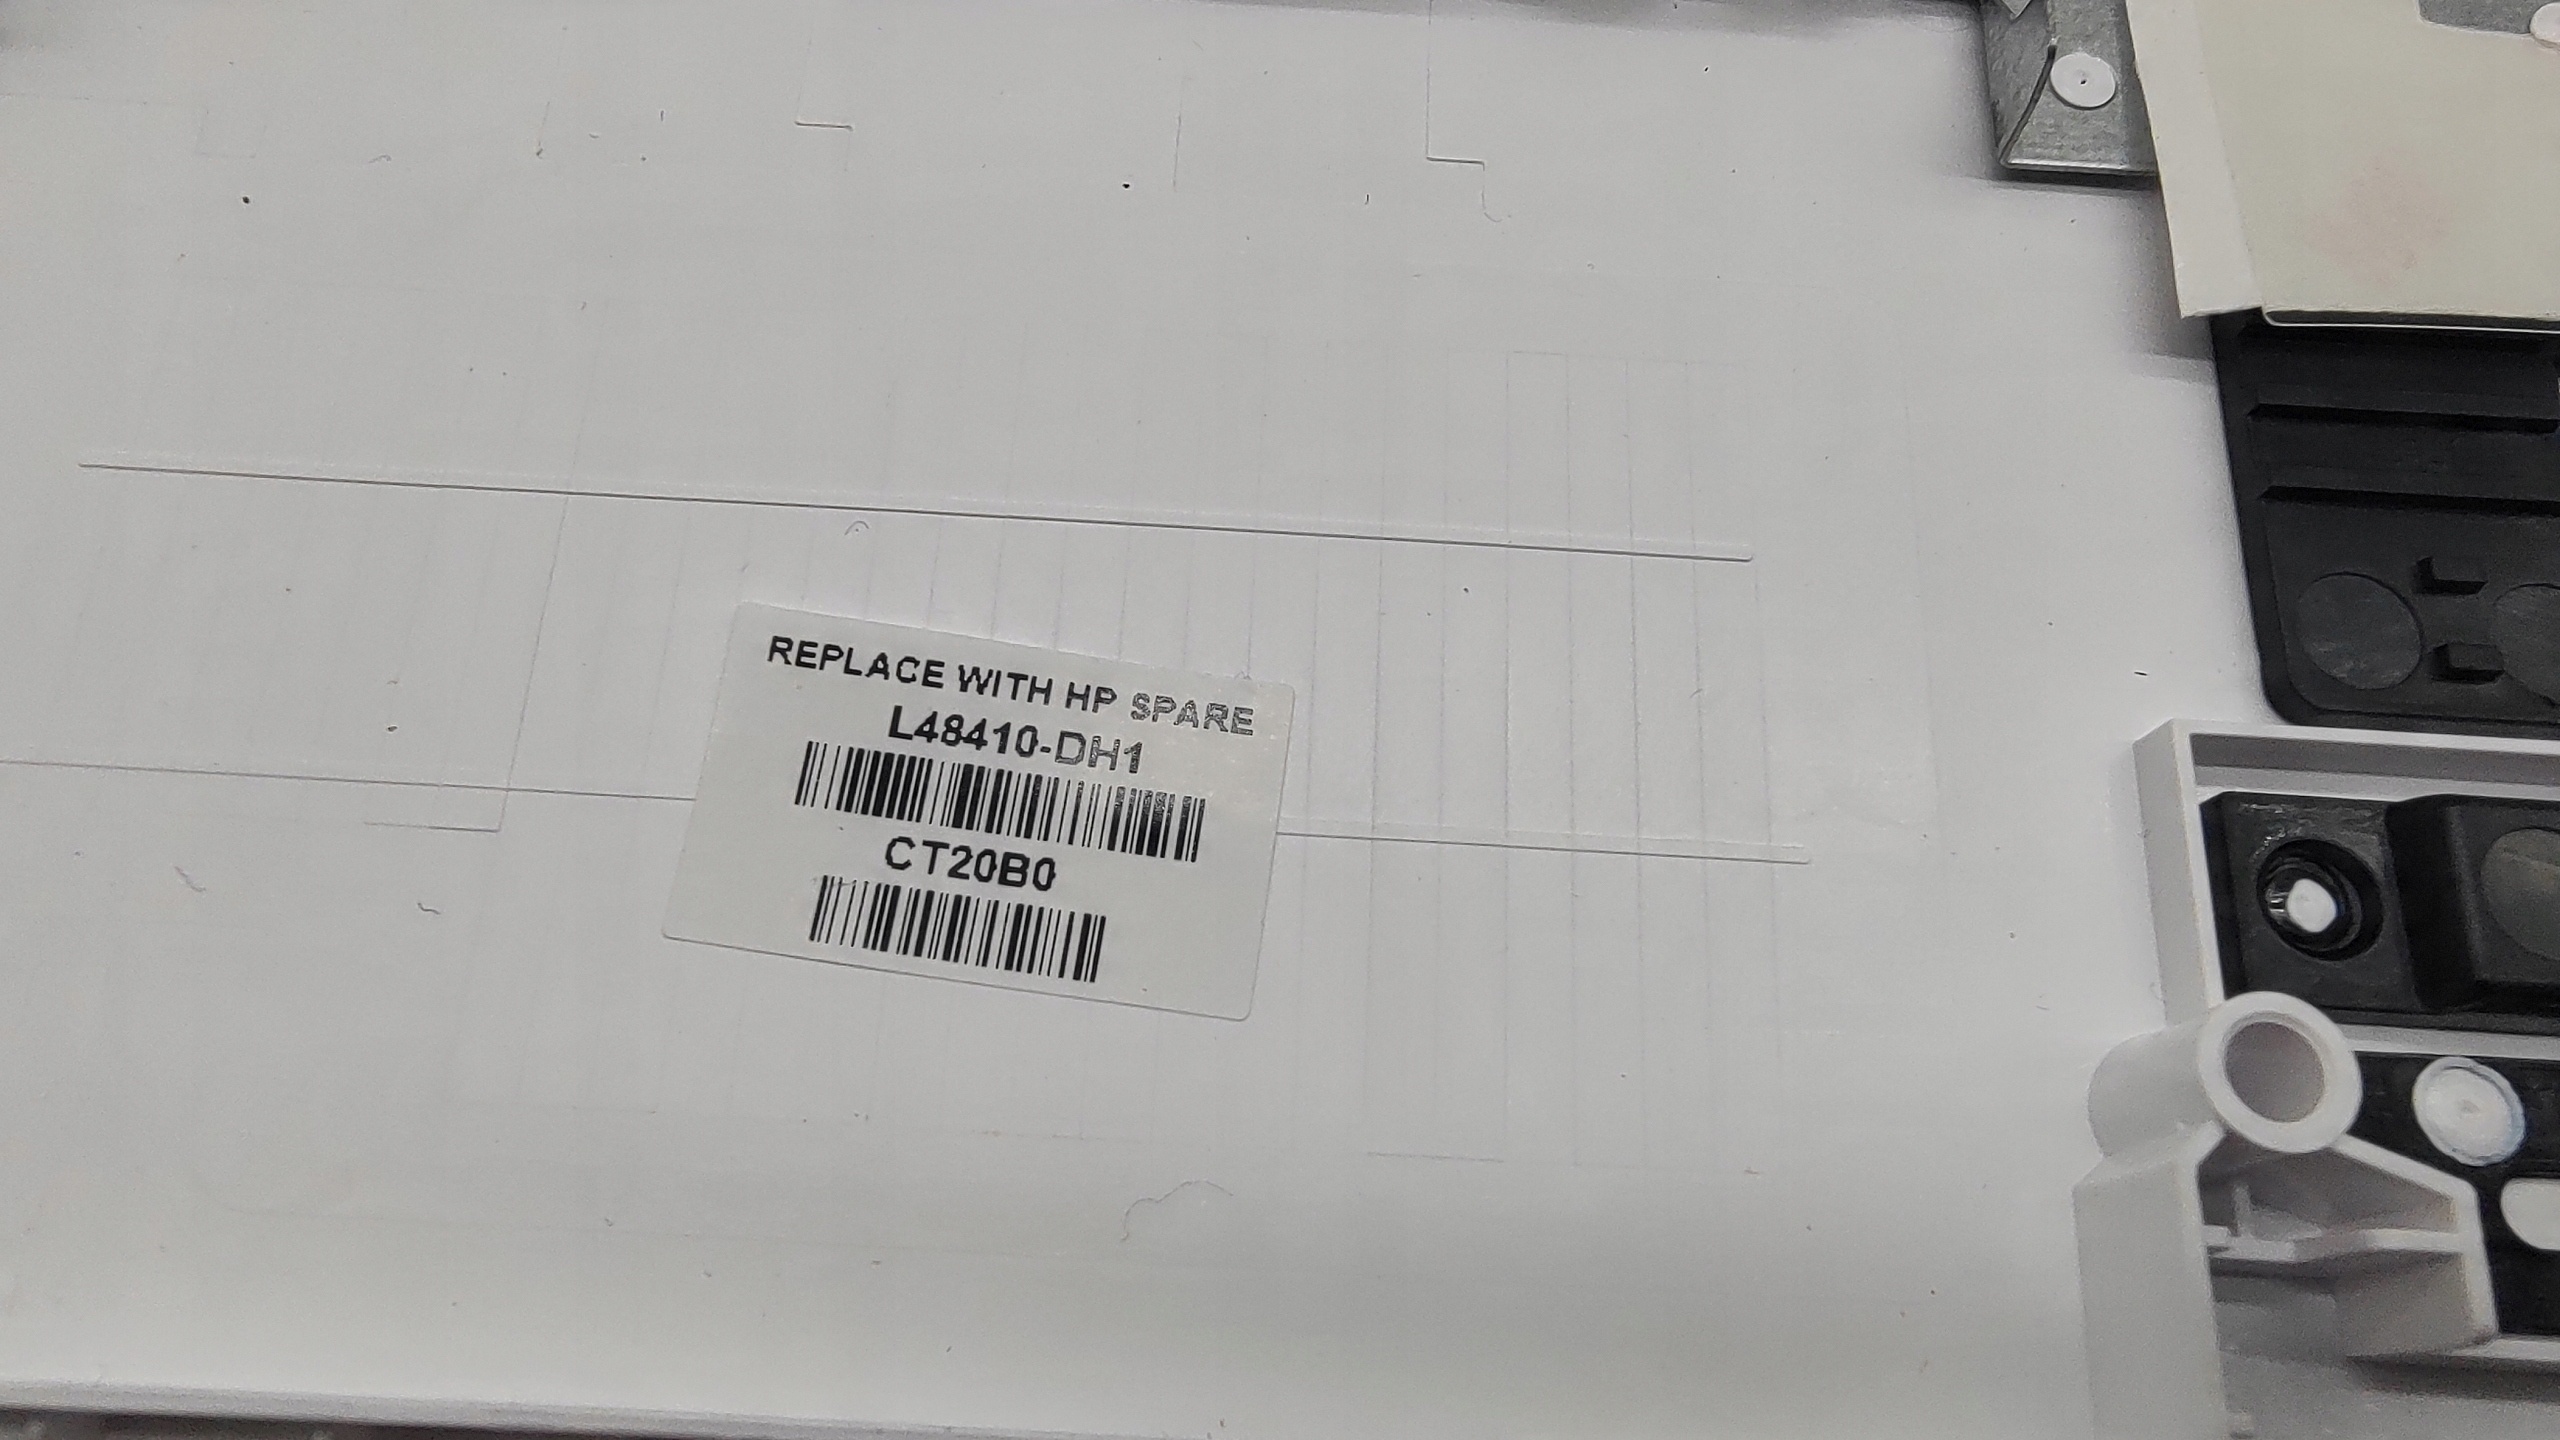 REPLACE WITH HP SPARE
L48410-DH1
CT20B0